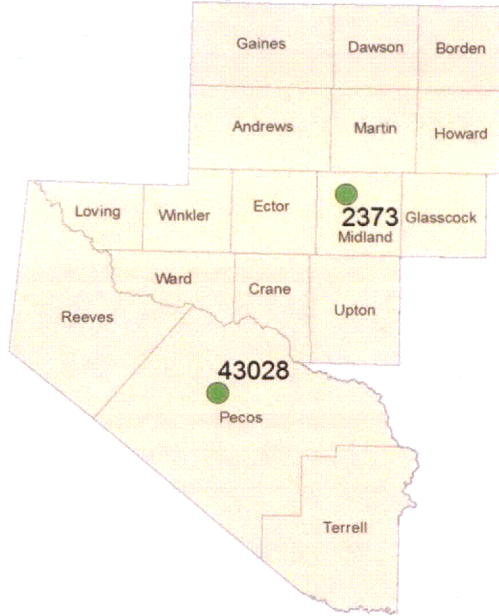 Gaines
Dawson
Borden
Andrews
Martin
Howard
Loving
Winkler
Ector
2373
Midland
Glasscock
Ward
Crane
Upton
Reeves
43028
Pecos
Terrell